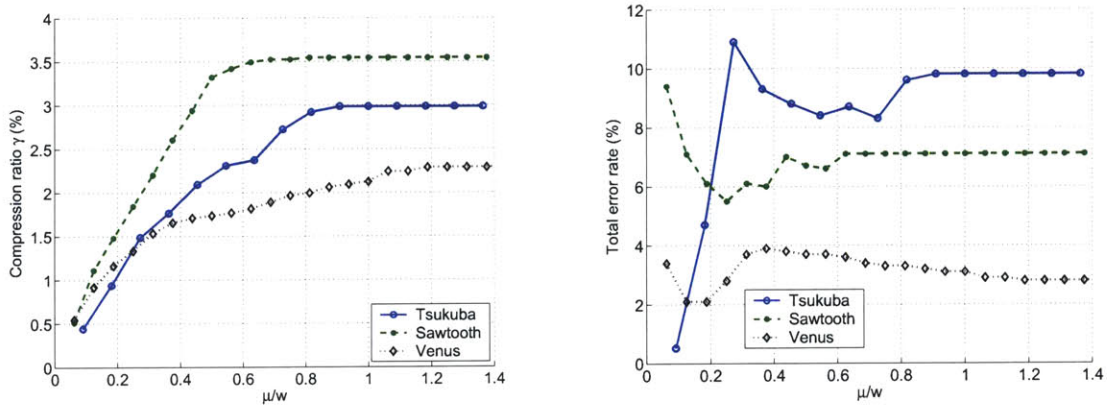 Compression ratio γ (%)
4
3.5
3
2.5
2
1.5
1
0.5
0
0 0.2 0.4 0.6 0.8 1 1.2 1.4
μ/w
Tsukuba
Sawtooth
Venus
Total error rate (%)
12
10
8
6
4
2
0
0 0.2 0.4 0.6 0.8 1 1.2 1.4
μ/w
Tsukuba
Sawtooth
Venus